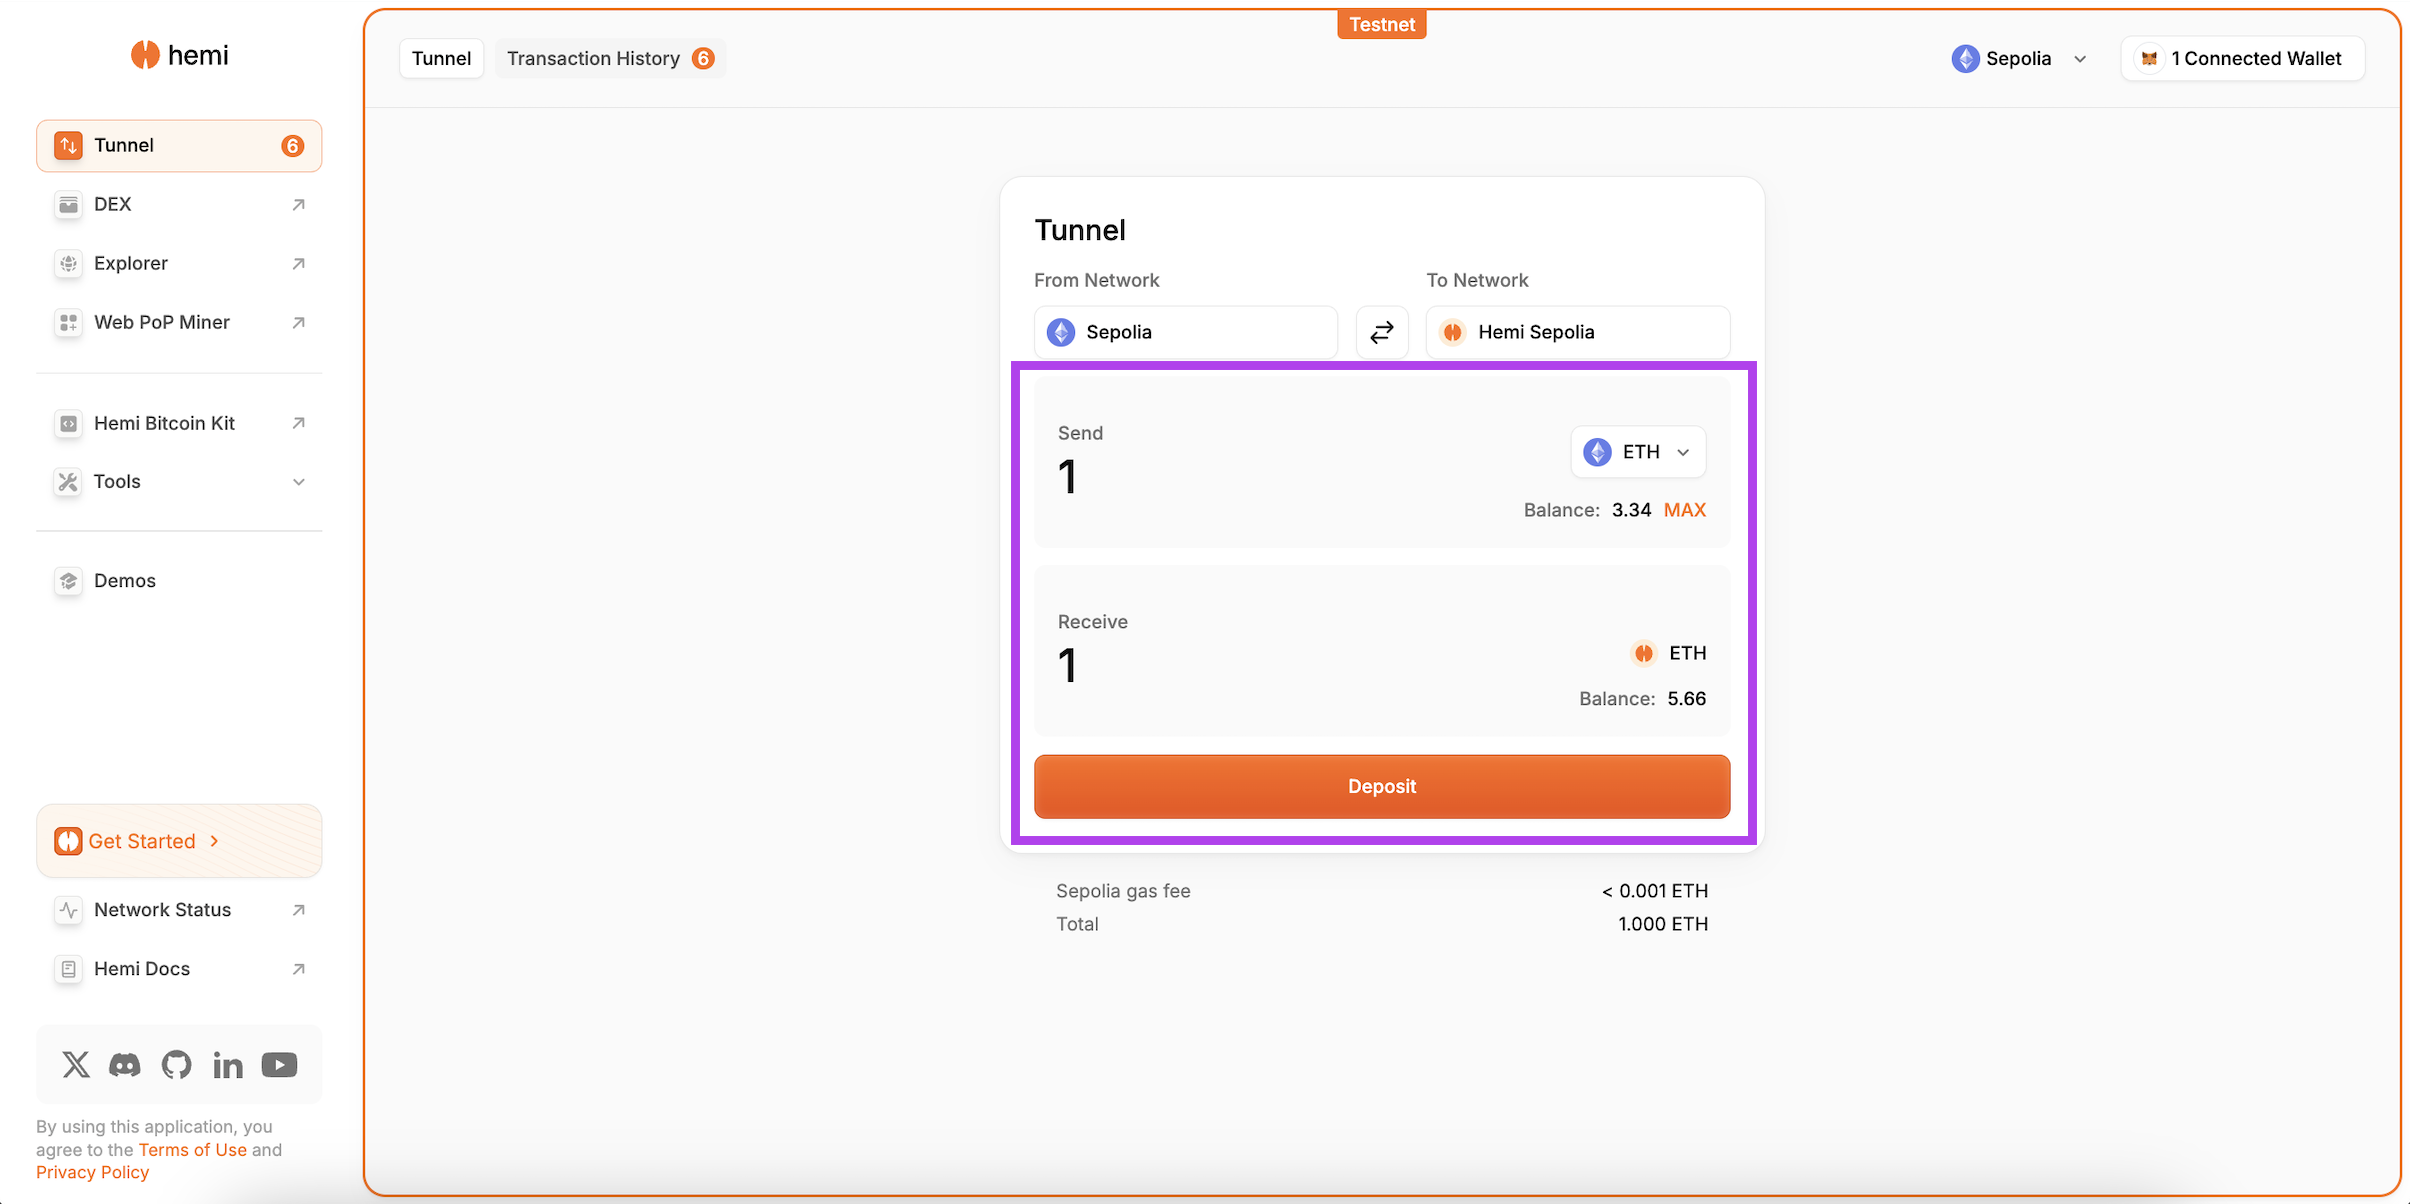 hemi
Tunnel 6
DEX
Explorer
Web PoP Miner
Hemi Bitcoin Kit
Tools
Demos
Get Started
Network Status
Hemi Docs
By using this application, you
agree to the Terms of Use and
Privacy Policy
Testnet
Tunnel
Transaction History 6
Sepolia
1 Connected Wallet
Tunnel
From Network
To Network
Sepolia
Hemi Sepolia
Send
1
ETH
Balance: 3.34 MAX
Receive
1
ETH
Balance: 5.66
Deposit
Sepolia gas fee < 0.001 ETH
Total 1.000 ETH